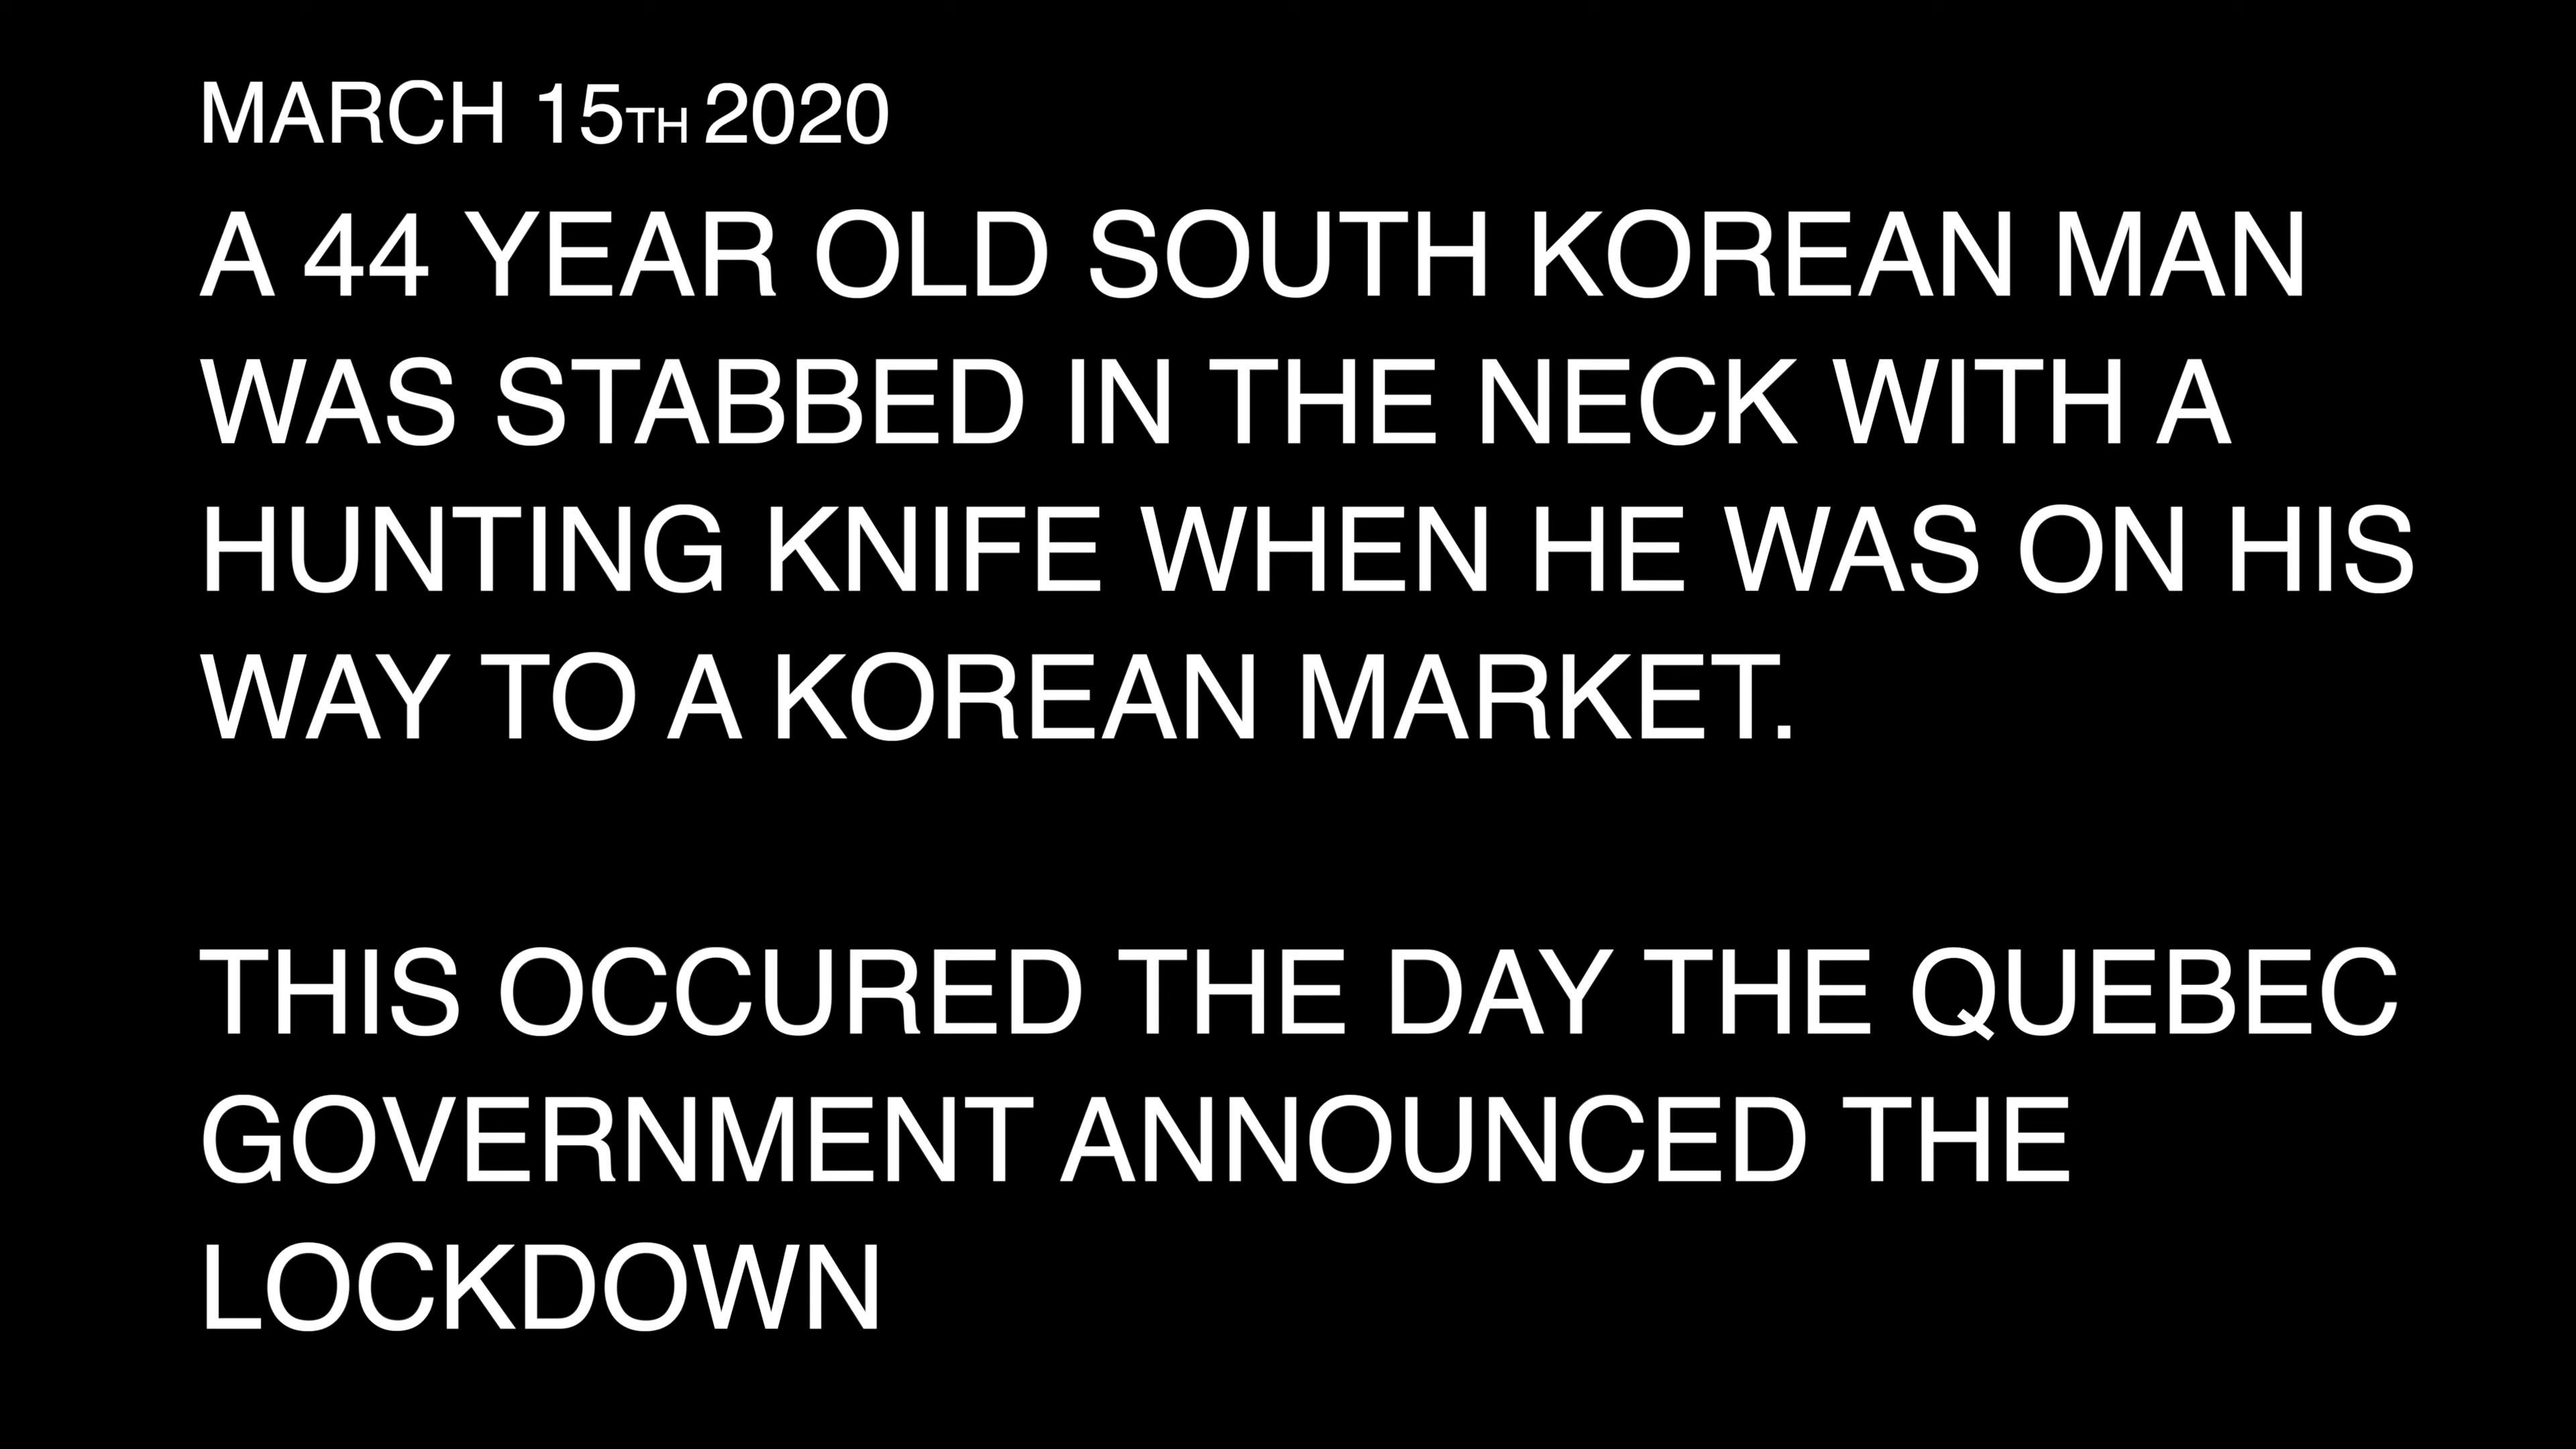 MARCH 15TH 2020
A 44 YEAR OLD SOUTH KOREAN MAN
WAS STABBED IN THE NECK WITH A
HUNTING KNIFE WHEN HE WAS ON HIS
WAY TO A KOREAN MARKET.
THIS OCCURED THE DAY THE QUEBEC
GOVERNMENT ANNOUNCED THE
LOCKDOWN